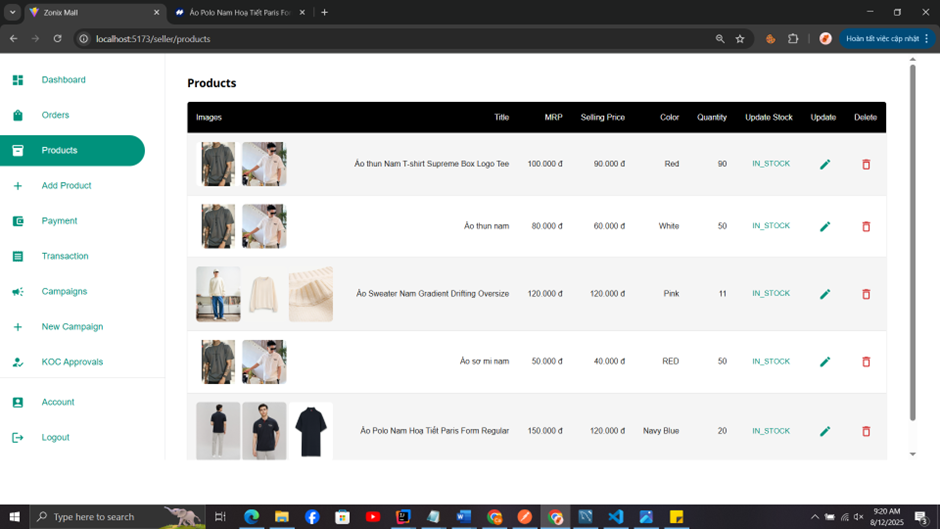 Zonix Mall
Áo Polo Nam Hoạ Tiết Paris For
localhost:5173/seller/products
Hoàn tất việc cập nhật
Dashboard
Orders
Products
Add Product
Payment
Transaction
Campaigns
New Campaign
KOC Approvals
Account
Logout
Products
Images Title MRP Selling Price Color Quantity Update Stock Update Delete
Áo thun Nam T-shirt Supreme Box Logo Tee 100.000 đ 90.000 đ Red 90 IN_STOCK
Áo thun nam 80.000 đ 60.000 đ White 50 IN_STOCK
Áo Sweater Nam Gradient Drifting Oversize 120.000 đ 120.000 đ Pink 11 IN_STOCK
Áo sơ mi nam 50.000 đ 40.000 đ RED 50 IN_STOCK
Áo Polo Nam Hoạ Tiết Paris Form Regular 150.000 đ 120.000 đ Navy Blue 20 IN_STOCK
Type here to search
9:20 AM
8/12/2025
3